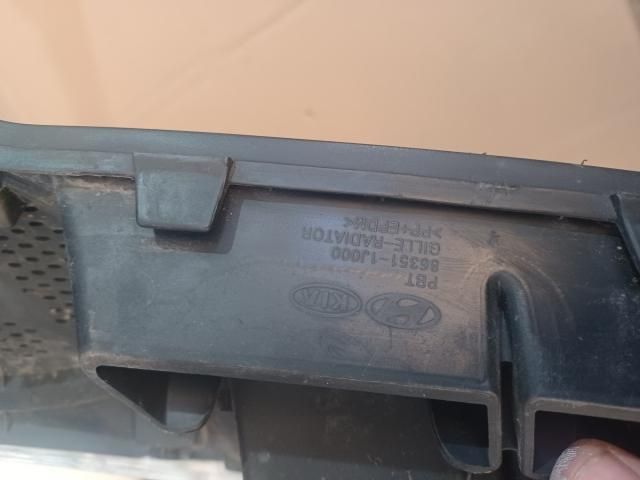 KIA
PBT
86351-1J000
GILLE-RADIATOR
>PP+EPDM<